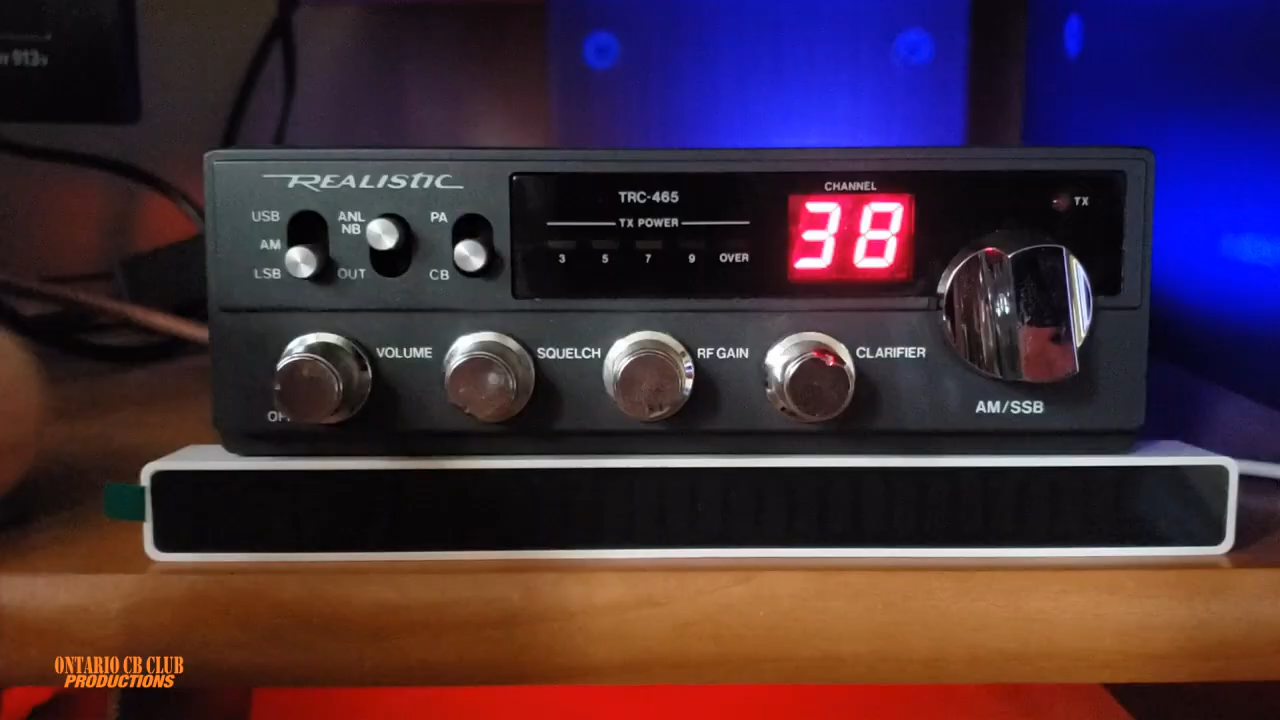 REALISTIC
TRC-465
CHANNEL
38
TX
TX POWER
3 5 7 9 OVER
USB
AM
LSB
ANL
NB
OUT
PA
CB
VOLUME
SQUELCH
RF GAIN
CLARIFIER
AM/SSB
ONTARIO CB CLUB
PRODUCTIONS